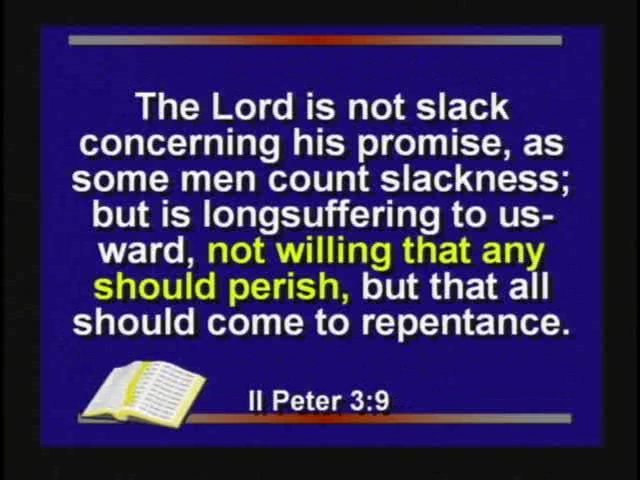 The Lord is not slack
concerning his promise, as
some men count slackness;
but is longsuffering to us-
ward, not willing that any
should perish, but that all
should come to repentance.
II Peter 3:9